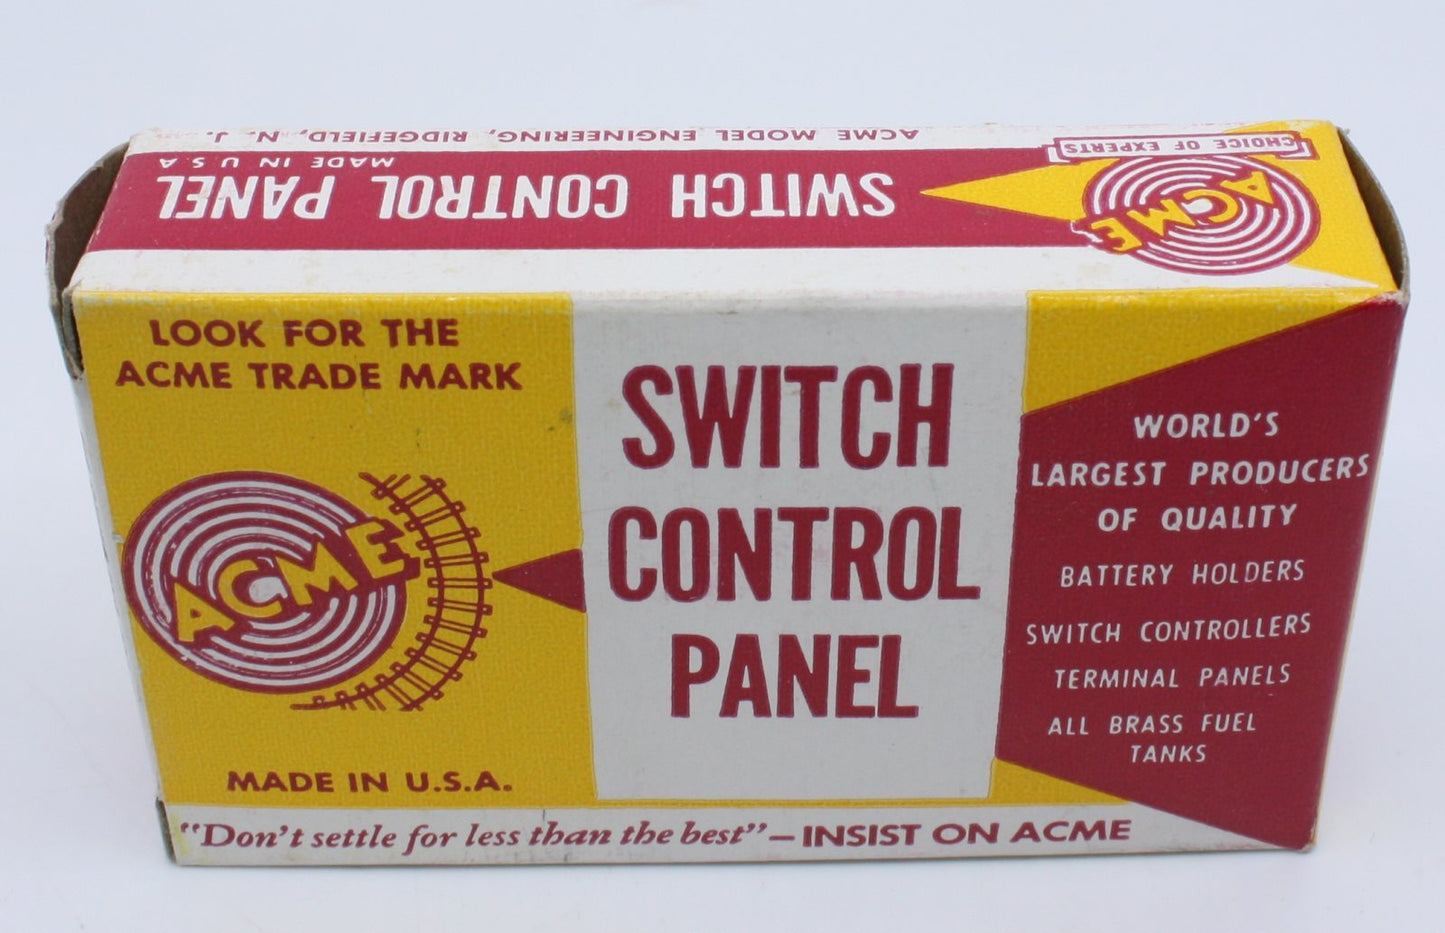 ACME MODEL ENGINEERING, RIDGEFIELD, N. J.
CHOICE OF EXPERTS
MADE IN U S A
SWITCH CONTROL PANEL
ACME
LOOK FOR THE
ACME TRADE MARK
ACME
MADE IN U.S.A.
SWITCH
CONTROL
PANEL
WORLD'S
LARGEST PRODUCERS
OF QUALITY
BATTERY HOLDERS
SWITCH CONTROLLERS
TERMINAL PANELS
ALL BRASS FUEL
TANKS
"Don't settle for less than the best" — INSIST ON ACME